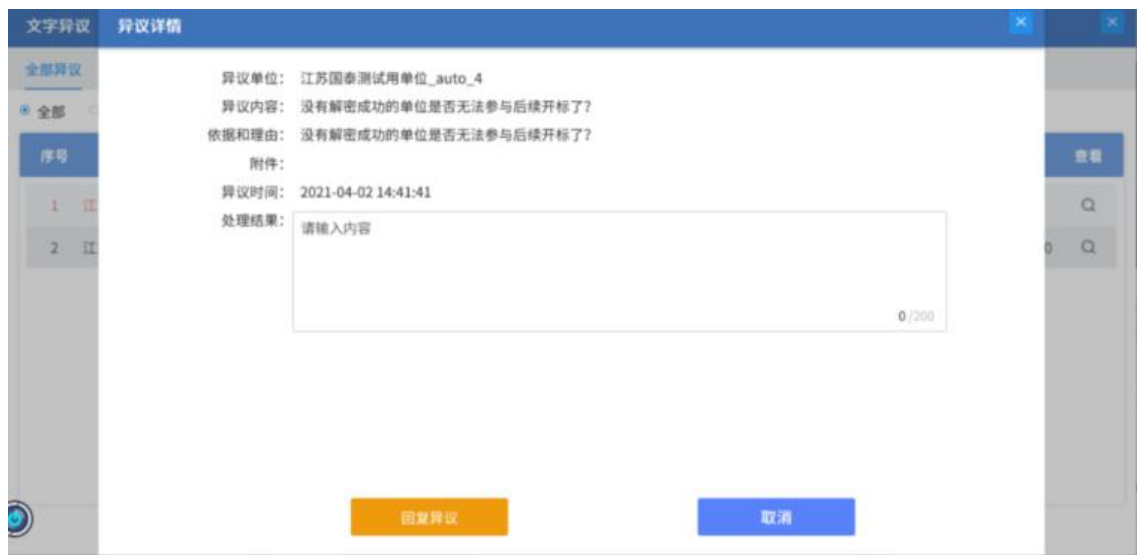 文字异议
异议详情
全部异议
全部
序号
查看
1 江
2 江
0
异议单位： 江苏国泰测试用单位_auto_4
异议内容： 没有解密成功的单位是否无法参与后续开标了？
依据和理由： 没有解密成功的单位是否无法参与后续开标了？
附件：
异议时间： 2021-04-02 14:41:41
处理结果： 请输入内容
0 /200
回复异议
取消